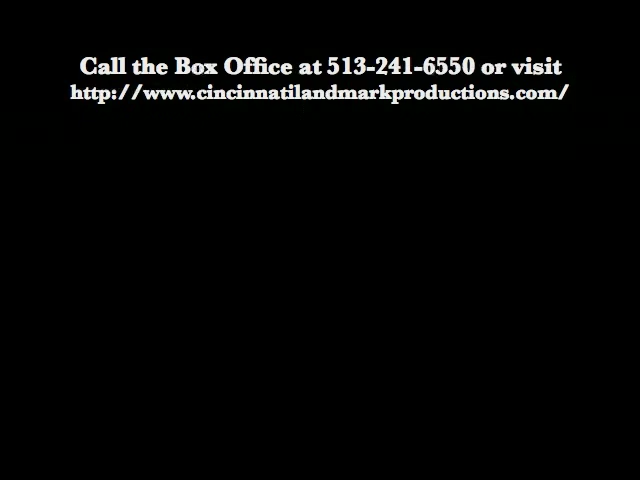 Call the Box Office at 513-241-6550 or visit
http://www.cincinnatilandmarkproductions.com/